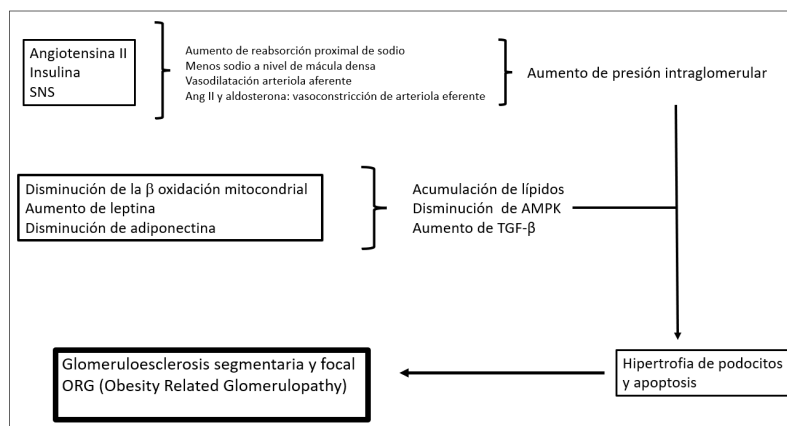 Angiotensina II
Insulina
SNS
Aumento de reabsorción proximal de sodio
Menos sodio a nivel de mácula densa
Vasodilatación arteriola aferente
Ang II y aldosterona: vasoconstricción de arteriola eferente
Aumento de presión intraglomerular
Disminución de la β oxidación mitocondrial
Aumento de leptina
Disminución de adiponectina
Acumulación de lípidos
Disminución de AMPK
Aumento de TGF-β
Glomeruloesclerosis segmentaria y focal
ORG (Obesity Related Glomerulopathy)
Hipertrofia de podocitos
y apoptosis